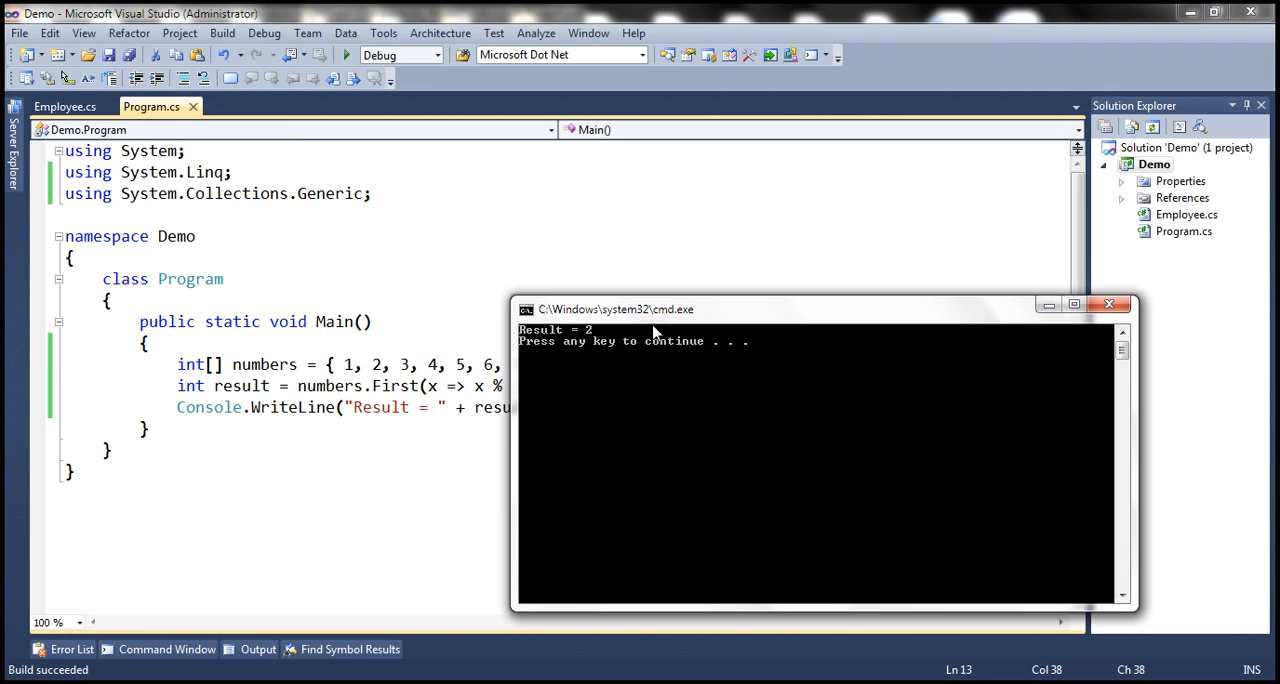 Demo - Microsoft Visual Studio (Administrator)
File Edit View Refactor Project Build Debug Team Data Tools Architecture Test Analyze Window Help
Debug Microsoft Dot Net
Employee.cs Program.cs
Demo.Program Main()
Server Explorer
using System;
using System.Linq;
using System.Collections.Generic;
namespace Demo
{
class Program
{
public static void Main()
{
int[] numbers = { 1, 2, 3, 4, 5, 6,
int result = numbers.First(x => x %
Console.WriteLine("Result = " + resu
}
}
}
C:\Windows\system32\cmd.exe
Result = 2
Press any key to continue . . .
Solution Explorer
Solution 'Demo' (1 project)
Demo
Properties
References
Employee.cs
Program.cs
100 %
Error List Command Window Output Find Symbol Results
Build succeeded Ln 13 Col 38 Ch 38 INS